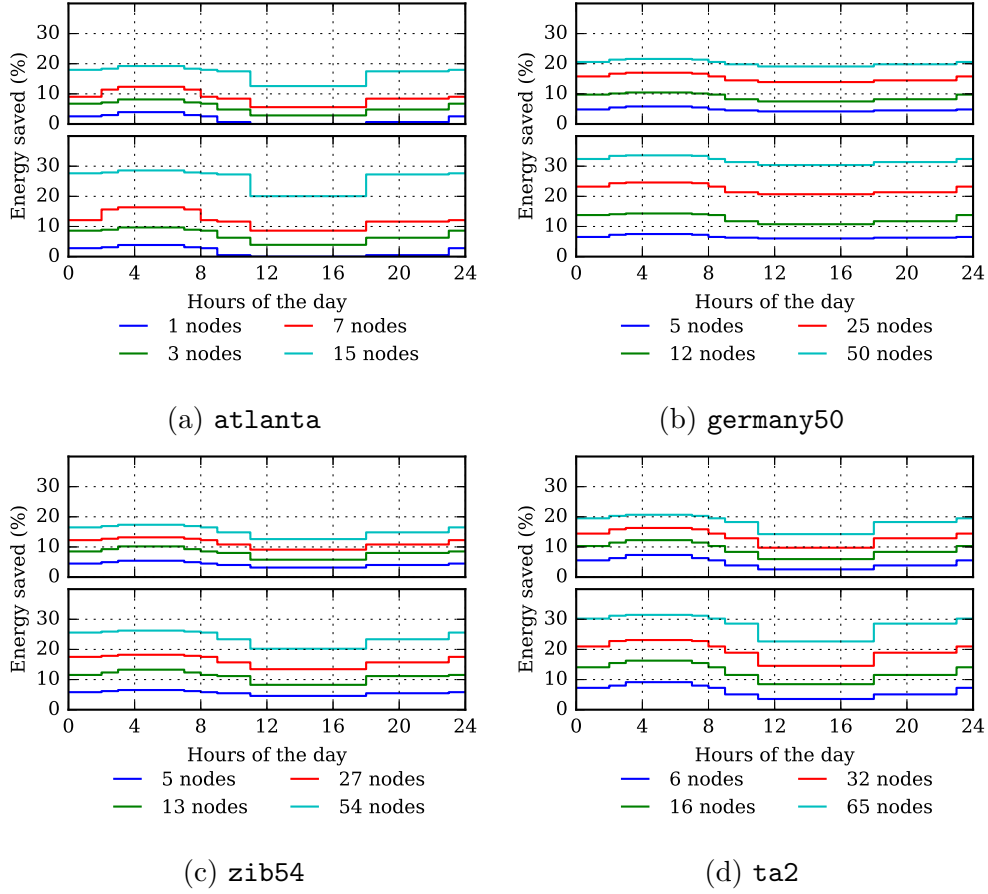 Energy saved (%)
30
20
10
0
30
20
10
0
0 4 8 12 16 20 24
Hours of the day
1 nodes 7 nodes
3 nodes 15 nodes
(a) atlanta
Energy saved (%)
30
20
10
0
30
20
10
0
0 4 8 12 16 20 24
Hours of the day
5 nodes 25 nodes
12 nodes 50 nodes
(b) germany50
Energy saved (%)
30
20
10
0
30
20
10
0
0 4 8 12 16 20 24
Hours of the day
5 nodes 27 nodes
13 nodes 54 nodes
(c) zib54
Energy saved (%)
30
20
10
0
30
20
10
0
0 4 8 12 16 20 24
Hours of the day
6 nodes 32 nodes
16 nodes 65 nodes
(d) ta2